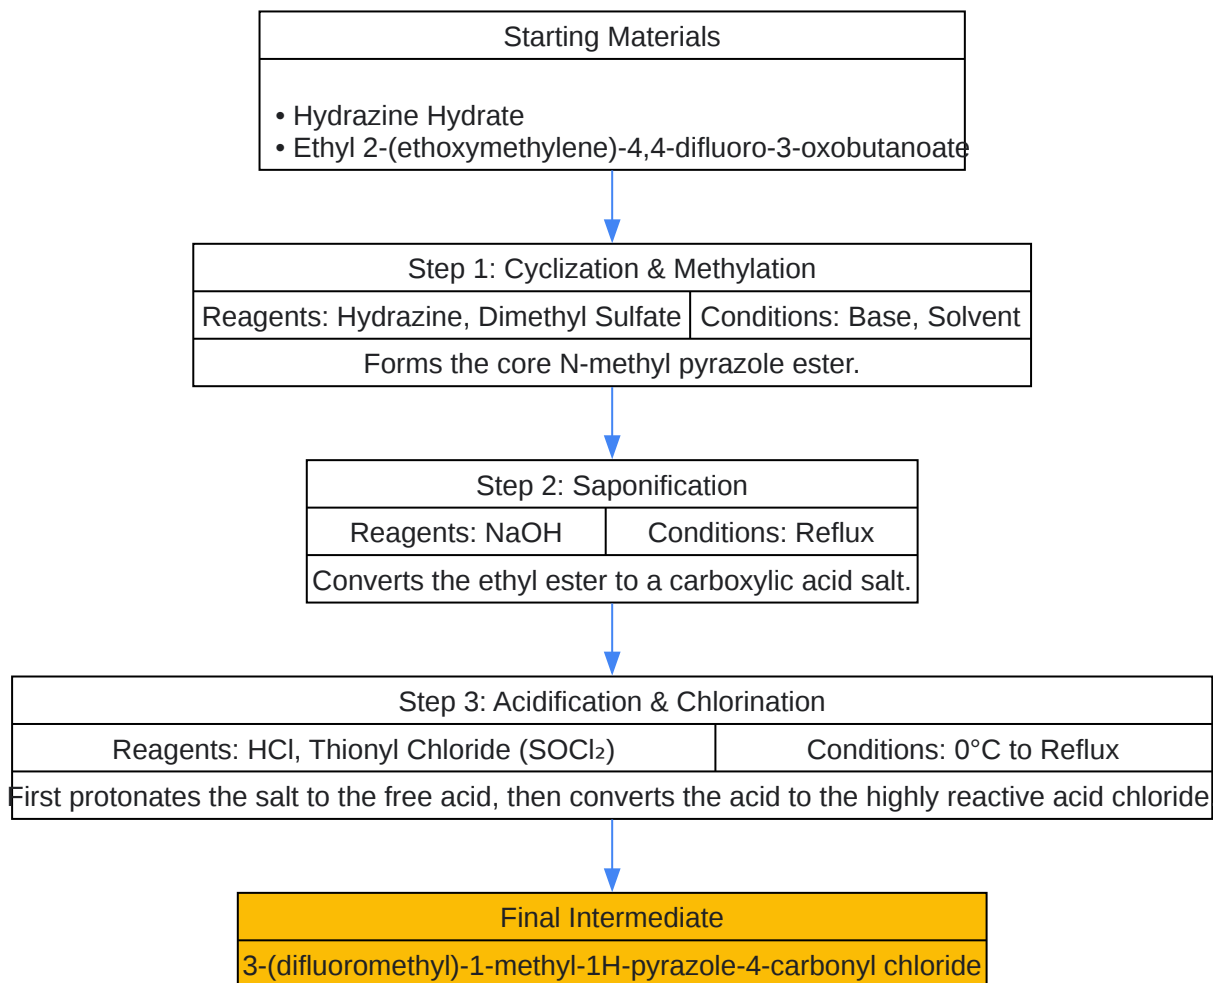 Starting Materials
• Hydrazine Hydrate
• Ethyl 2-(ethoxymethylene)-4,4-difluoro-3-oxobutanoate
Step 1: Cyclization & Methylation
Reagents: Hydrazine, Dimethyl Sulfate
Conditions: Base, Solvent
Forms the core N-methyl pyrazole ester.
Step 2: Saponification
Reagents: NaOH
Conditions: Reflux
Converts the ethyl ester to a carboxylic acid salt.
Step 3: Acidification & Chlorination
Reagents: HCl, Thionyl Chloride (SOCl₂)
Conditions: 0°C to Reflux
First protonates the salt to the free acid, then converts the acid to the highly reactive acid chloride
Final Intermediate
3-(difluoromethyl)-1-methyl-1H-pyrazole-4-carbonyl chloride